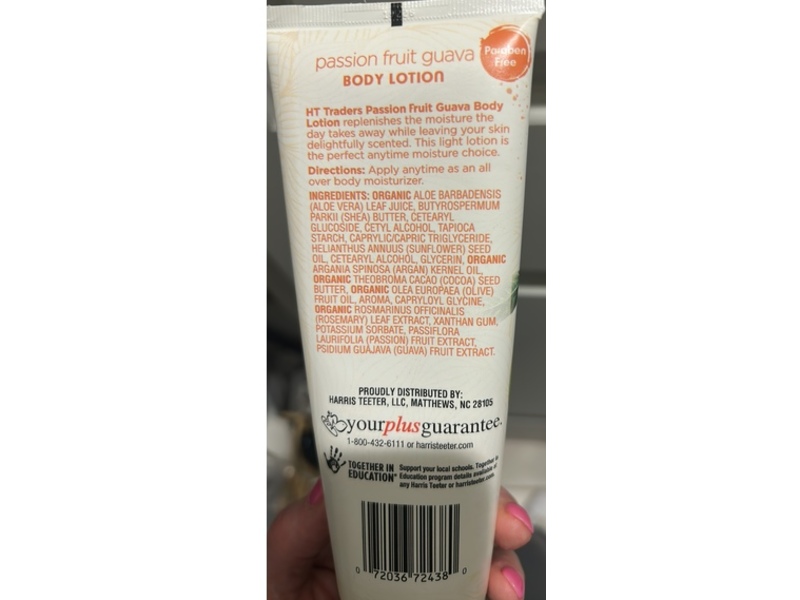 passion fruit guava
BODY LOTION
Paraben
Free
HT Traders Passion Fruit Guava Body
Lotion replenishes the moisture the
day takes away while leaving your skin
delightfully scented. This light lotion is
the perfect anytime moisture choice.
Directions: Apply anytime as an all
over body moisturizer.
INGREDIENTS: ORGANIC ALOE BARBADENSIS
(ALOE VERA) LEAF JUICE, BUTYROSPERMUM
PARKII (SHEA) BUTTER, CETEARYL
GLUCOSIDE, CETYL ALCOHOL, TAPIOCA
STARCH, CAPRYLIC/CAPRIC TRIGLYCERIDE,
HELIANTHUS ANNUUS (SUNFLOWER) SEED
OIL, CETEARYL ALCOHOL, GLYCERIN, ORGANIC
ARGANIA SPINOSA (ARGAN) KERNEL OIL,
ORGANIC THEOBROMA CACAO (COCOA) SEED
BUTTER, ORGANIC OLEA EUROPAEA (OLIVE)
FRUIT OIL, AROMA, CAPRYLOYL GLYCINE,
ORGANIC ROSMARINUS OFFICINALIS
(ROSEMARY) LEAF EXTRACT, XANTHAN GUM,
POTASSIUM SORBATE, PASSIFLORA
LAURIFOLIA (PASSION) FRUIT EXTRACT,
PSIDIUM GUAJAVA (GUAVA) FRUIT EXTRACT.
PROUDLY DISTRIBUTED BY:
HARRIS TEETER, LLC, MATTHEWS, NC 28105
yourplusguarantee.
1-800-432-6111 or harristeeter.com
TOGETHER IN
EDUCATION
Support your local schools. Together in
Education program details available at
any Harris Teeter or harristeeter.com.
0 72036 72438 0